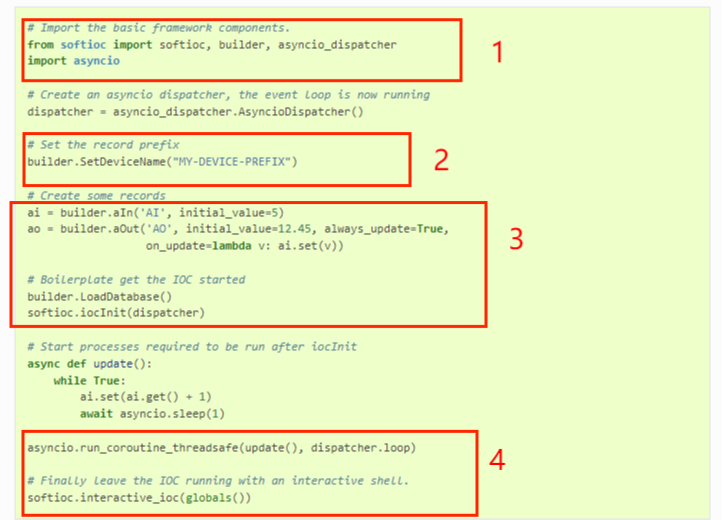 # Import the basic framework components.
from softioc import softioc, builder, asyncio_dispatcher
import asyncio
1
# Create an asyncio dispatcher, the event loop is now running
dispatcher = asyncio_dispatcher.AsyncioDispatcher()
# Set the record prefix
builder.SetDeviceName("MY-DEVICE-PREFIX")
2
# Create some records
ai = builder.aIn('AI', initial_value=5)
ao = builder.aOut('AO', initial_value=12.45, always_update=True,
                  on_update=lambda v: ai.set(v))
3
# Boilerplate get the IOC started
builder.LoadDatabase()
softioc.iocInit(dispatcher)
# Start processes required to be run after iocInit
async def update():
    while True:
        ai.set(ai.get() + 1)
        await asyncio.sleep(1)
asyncio.run_coroutine_threadsafe(update(), dispatcher.loop)
4
# Finally leave the IOC running with an interactive shell.
softioc.interactive_ioc(globals())